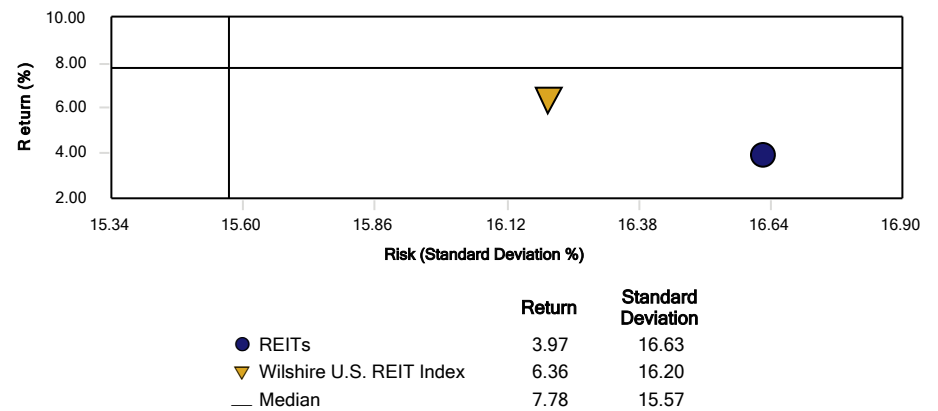 10.00
8.00
6.00
4.00
2.00
Return (%)
15.34 15.60 15.86 16.12 16.38 16.64 16.90
Risk (Standard Deviation %)
Return Standard Deviation
REITs 3.97 16.63
Wilshire U.S. REIT Index 6.36 16.20
Median 7.78 15.57